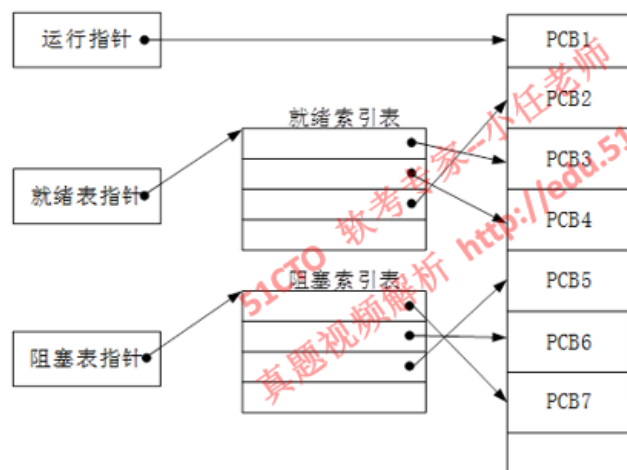 运行指针
就绪表指针
阻塞表指针
就绪索引表
阻塞索引表
PCB1
PCB2
PCB3
PCB4
PCB5
PCB6
PCB7
51CTO 软考专家--小任老师
真题视频解析 http://edu.51